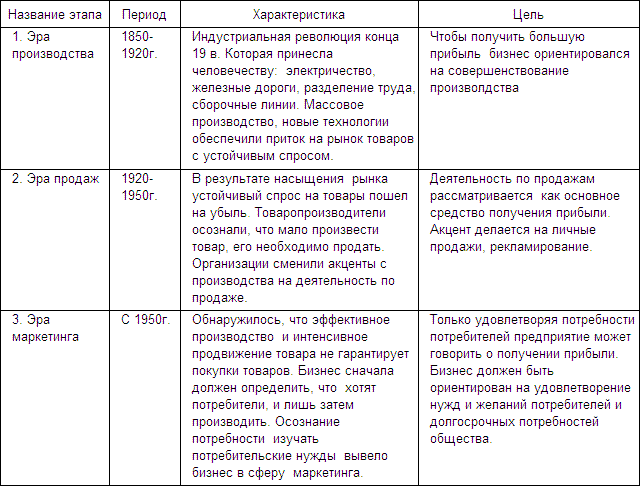 Название этапа Период Характеристика Цель
1. Эра
производства
1850-
1920г.
Индустриальная революция конца
19 в. Которая принесла
человечеству: электричество,
железные дороги, разделение труда,
сборочные линии. Массовое
производство, новые технологии
обеспечили приток на рынок товаров
с устойчивым спросом.
Чтобы получить большую
прибыль бизнес ориентировался
на совершенствование
произволдства
2. Эра продаж
1920-
1950г.
В результате насыщения рынка
устойчивый спрос на товары пошел
на убыль. Товаропроизводители
осознали, что мало произвести
товар, его необходимо продать.
Организации сменили акценты с
производства на деятельность по
продаже.
Деятельность по продажам
рассматривается как основное
средство получения прибыли.
Акцент делается на личные
продажи, рекламирование.
3. Эра
маркетинга
С 1950г.
Обнаружилось, что эффективное
производство и интенсивное
продвижение товара не гарантирует
покупки товаров. Бизнес сначала
должен определить, что хотят
потребители, и лишь затем
производить. Осознание
потребности изучать
потребительские нужды вывело
бизнес в сферу маркетинга.
Только удовлетворяя потребности
потребителей предприятие может
говорить о получении прибыли.
Бизнес должен быть
ориентирован на удовлетворение
нужд и желаний потребителей и
долгосрочных потребностей
общества.